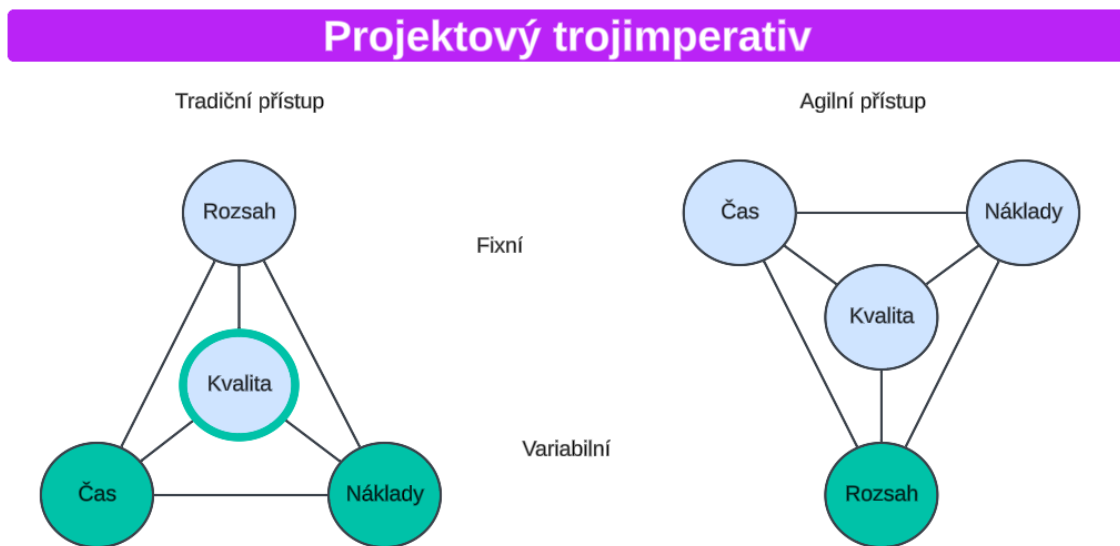 Projektový trojimperativ
Tradiční přístup
Agilní přístup
Rozsah
Čas
Náklady
Fixní
Kvalita
Kvalita
Variabilní
Čas
Náklady
Rozsah